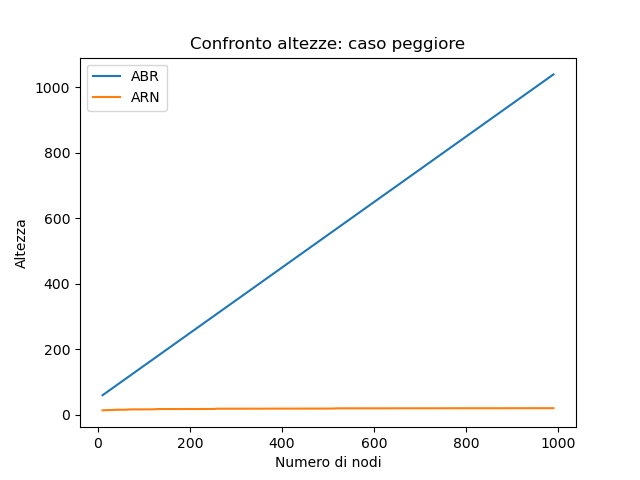 Confronto altezze: caso peggiore
ABR
ARN
Altezza
1000
800
600
400
200
0
0 200 400 600 800 1000
Numero di nodi